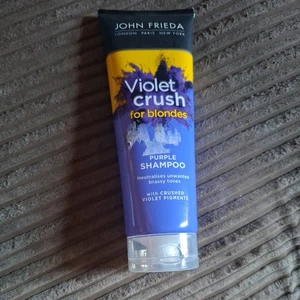 JOHN FRIEDA
LONDON PARIS NEW YORK
Violet
crush
for blondes
PURPLE
SHAMPOO
Neutralises unwanted
brassy tones
WITH CRUSHED
VIOLET PIGMENTS